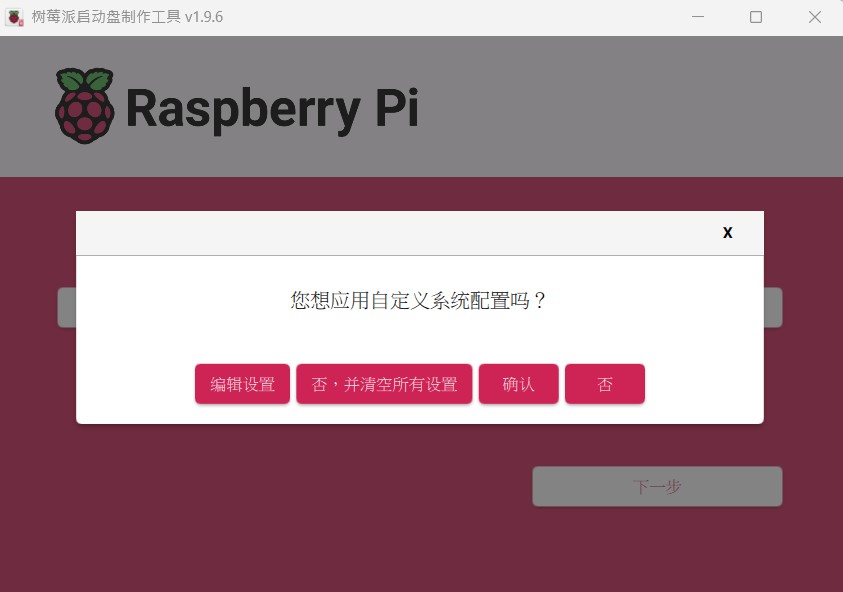 树莓派启动盘制作工具 v1.9.6
Raspberry Pi
X
您想应用自定义系统配置吗？
编辑设置
否，并清空所有设置
确认
否
下一步